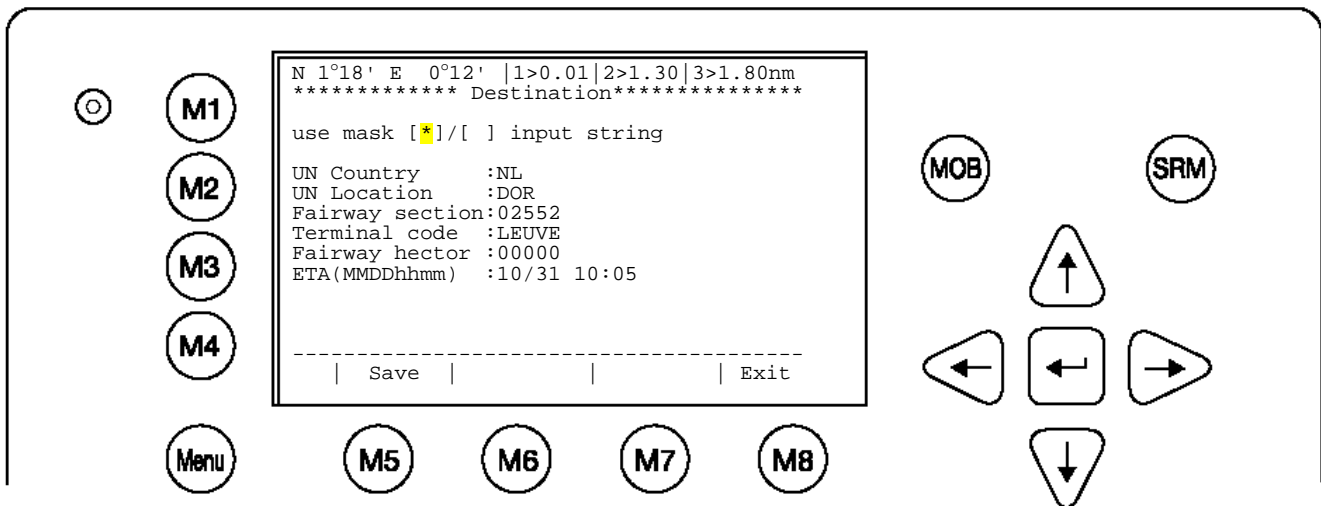 N 1°18' E 0°12' |1>0.01|2>1.30|3>1.80nm
************* Destination***************
use mask [*]/[ ] input string
UN Country :NL
UN Location :DOR
Fairway section:02552
Terminal code :LEUVE
Fairway hector :00000
ETA(MMDDhhmm) :10/31 10:05
----------------------------------------
| Save | | | Exit
M1
M2
M3
M4
Menu
M5
M6
M7
M8
MOB
SRM